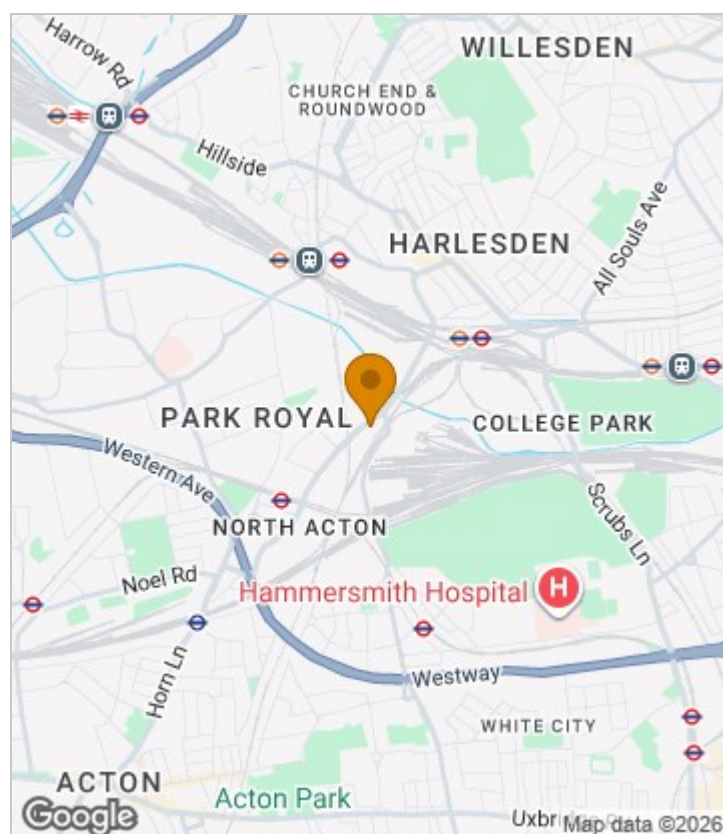 Harrow Rd
WILLESDEN
CHURCH END &
ROUNDWOOD
Hillside
All Souls Ave
HARLESDEN
PARK ROYAL
COLLEGE PARK
Western Ave
NORTH ACTON
Scrubs Ln
Noel Rd
Hammersmith Hospital
H
Horn Ln
Westway
WHITE CITY
ACTON
Acton Park
Google
Map data ©2026